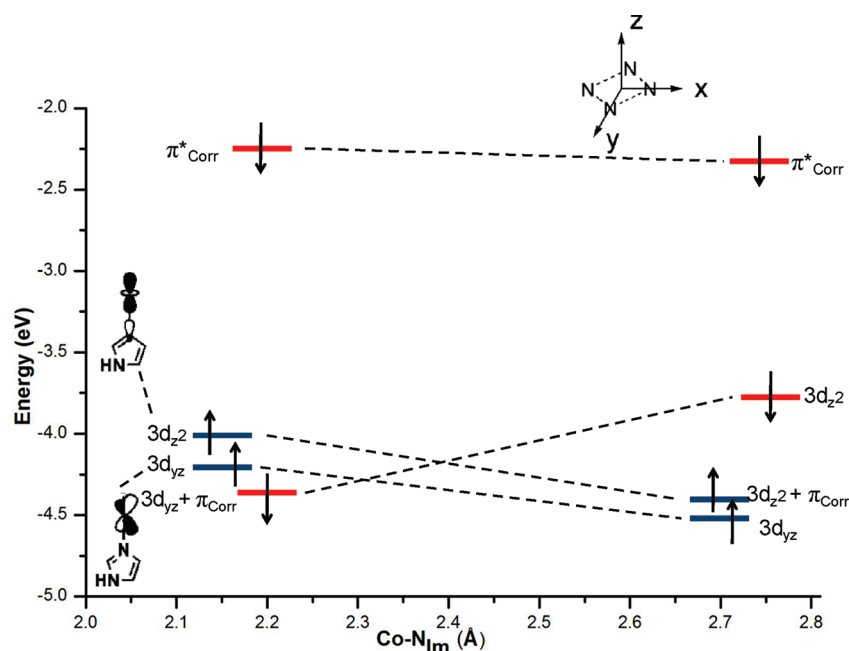 z
N
N
N
N
x
y
-2.0
π*Corr
π*Corr
-2.5
-3.0
Energy (eV)
-3.5
HN
3dz2
-4.0
3dz2
3dyz
3dyz + πCorr
3dz2 + πCorr
-4.5
3dyz
N
HN
-5.0
2.0 2.1 2.2 2.3 2.4 2.5 2.6 2.7 2.8
Co-NIm (Å)